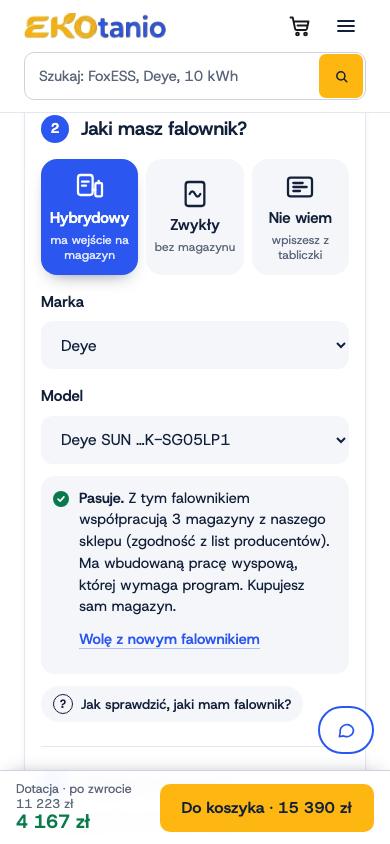 EKOtanio
Szukaj: FoxESS, Deye, 10 kWh
2 Jaki masz falownik?
Hybrydowy
ma wejście na
magazyn
Zwykły
bez magazynu
Nie wiem
wpiszesz z
tabliczki
Marka
Deye
Model
Deye SUN …K-SG05LP1
Pasuje. Z tym falownikiem
współpracują 3 magazyny z naszego
sklepu (zgodność z list producentów).
Ma wbudowaną pracę wyspową,
której wymaga program. Kupujesz
sam magazyn.
Wolę z nowym falownikiem
? Jak sprawdzić, jaki mam falownik?
Dotacja · po zwrocie
11 223 zł
4 167 zł
Do koszyka · 15 390 zł